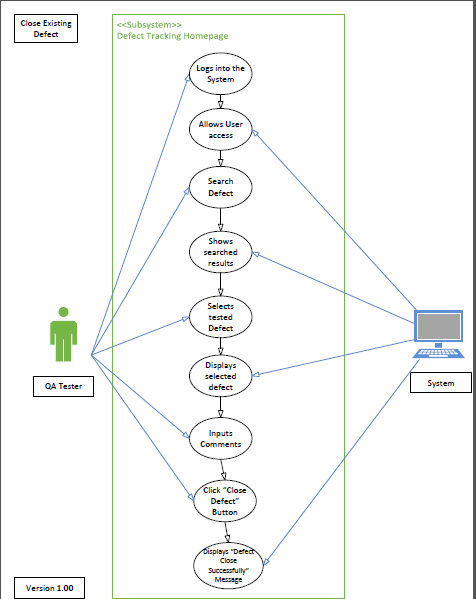 Close Existing
Defect
<<Subsystem>>
Defect Tracking Homepage
Logs into the
System
Allows User
access
Search
Defect
Shows
searched
results
Selects
tested
Defect
Displays
selected
defect
QA Tester
System
Inputs
Comments
Click “Close
Defect”
Button
Displays “Defect
Close
Successfully”
Message
Version 1.00